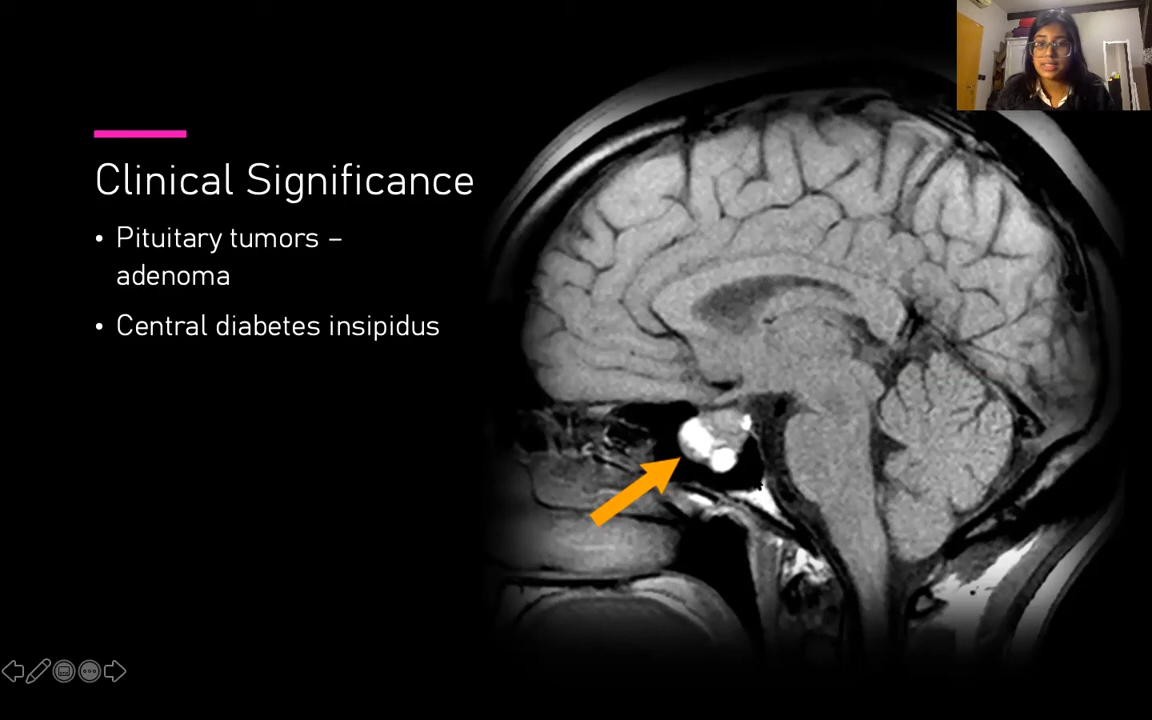 Clinical Significance
• Pituitary tumors –
adenoma
• Central diabetes insipidus